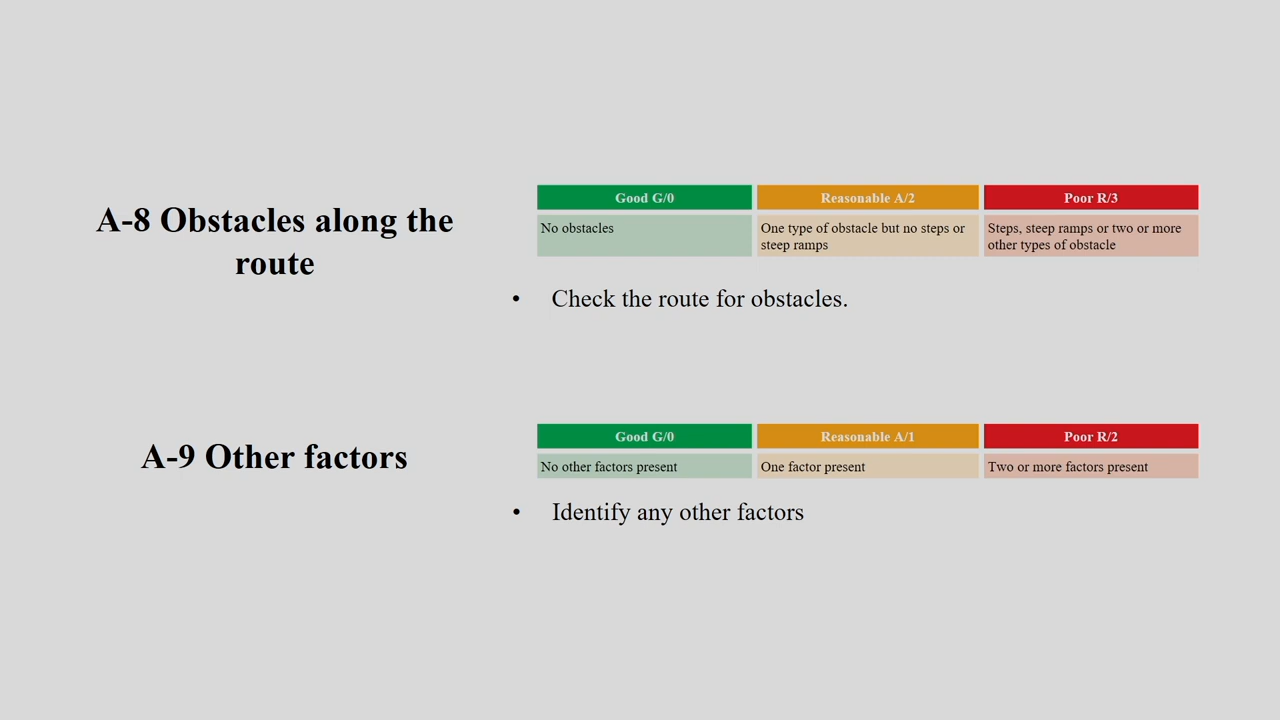 A-8 Obstacles along the
route
Good G/0
Reasonable A/2
Poor R/3
No obstacles
One type of obstacle but no steps or
steep ramps
Steps, steep ramps or two or more
other types of obstacle
• Check the route for obstacles.
A-9 Other factors
Good G/0
Reasonable A/1
Poor R/2
No other factors present
One factor present
Two or more factors present
• Identify any other factors